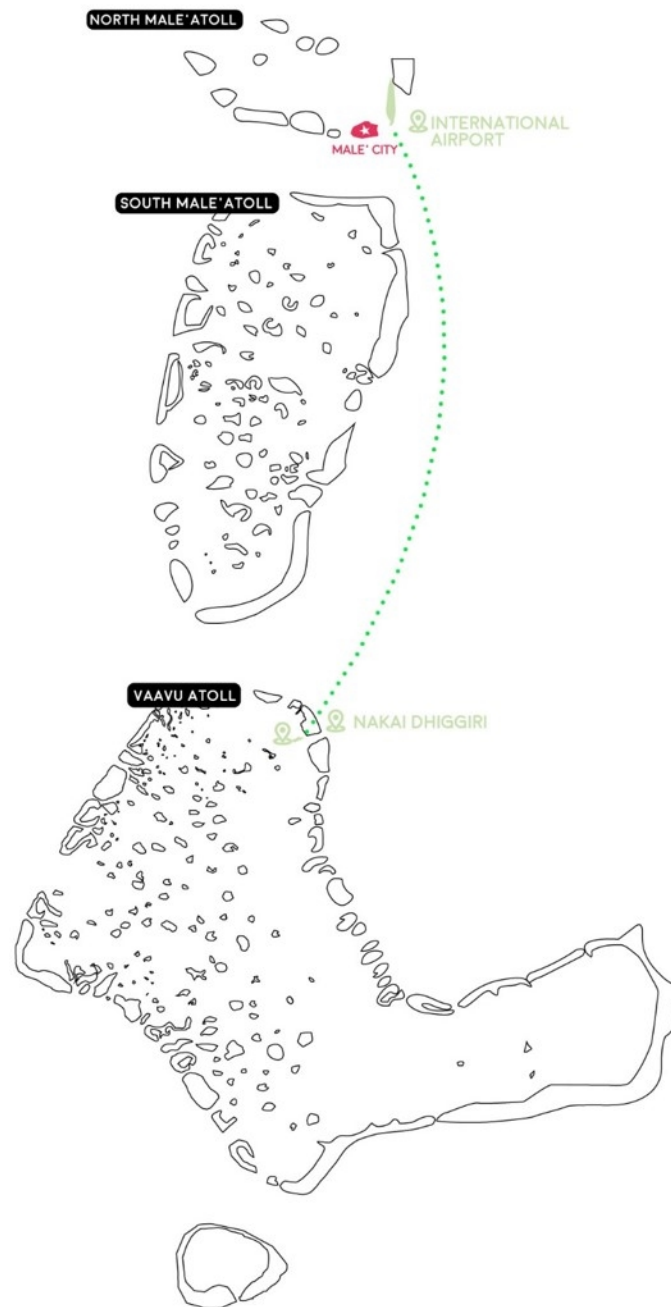 NORTH MALE' ATOLL
INTERNATIONAL
AIRPORT
MALE' CITY
SOUTH MALE' ATOLL
VAAVU ATOLL
NAKAI DHIGGIRI